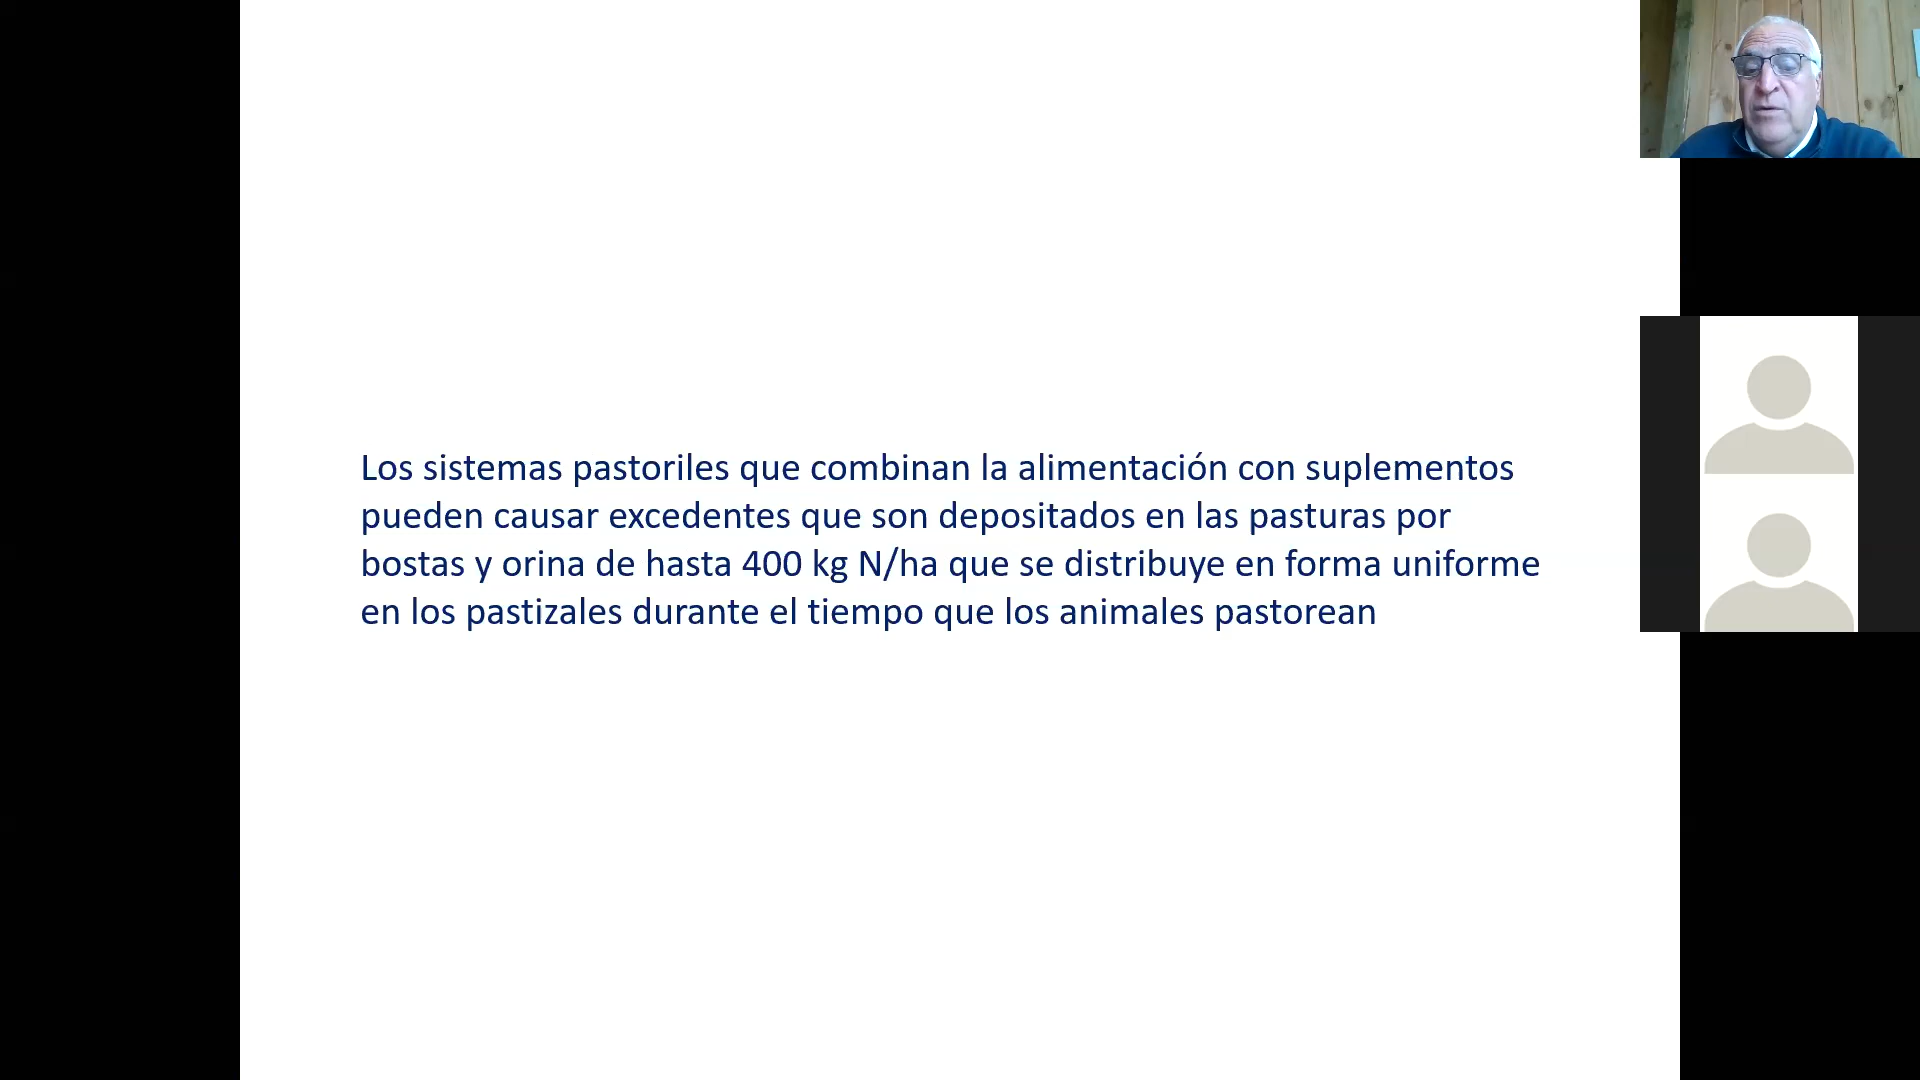 Los sistemas pastoriles que combinan la alimentación con suplementos
pueden causar excedentes que son depositados en las pasturas por
bostas y orina de hasta 400 kg N/ha que se distribuye en forma uniforme
en los pastizales durante el tiempo que los animales pastorean